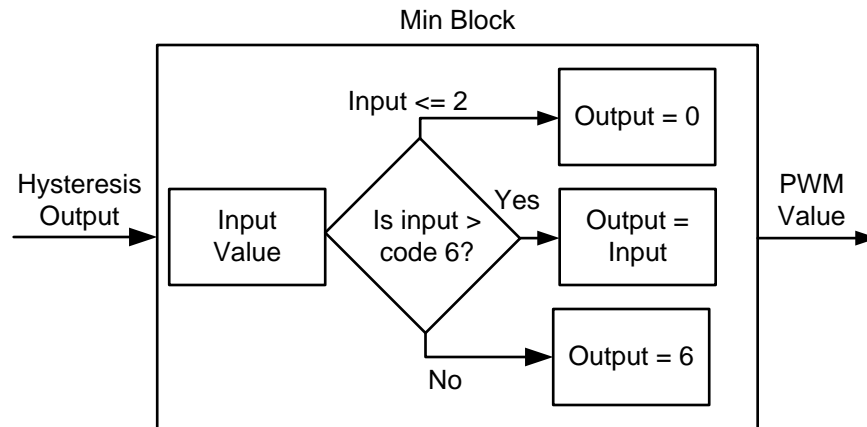 Min Block
Input <= 2
Output = 0
Hysteresis
Output
Input
Value
Is input >
code 6?
Yes
Output =
Input
PWM
Value
No
Output = 6